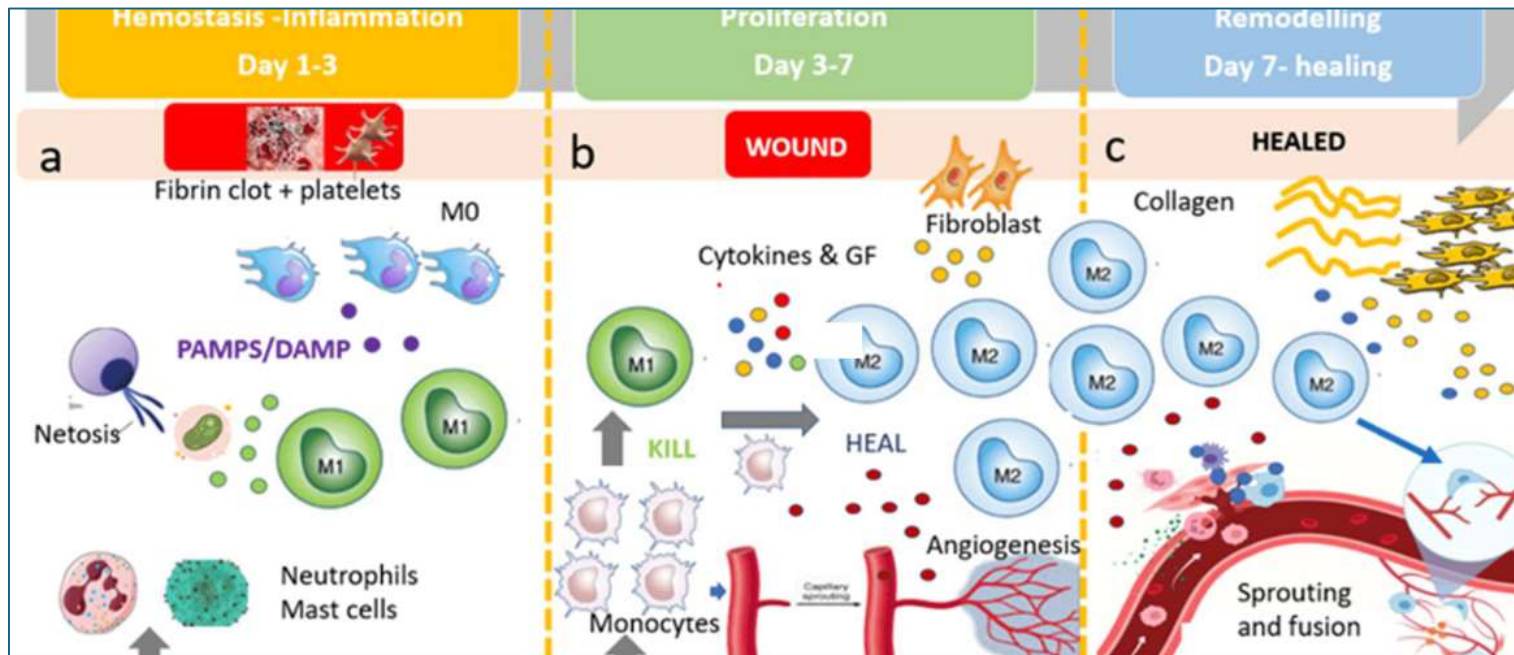 Hemostasis -Inflammation
Day 1-3
Proliferation
Day 3-7
Remodelling
Day 7- healing
a
Fibrin clot + platelets
M0
PAMPS/DAMP
Netosis
M1
M1
Neutrophils
Mast cells
b
WOUND
Fibroblast
Cytokines & GF
M1
M2
M2
M2
M2
KILL
HEAL
M2
Monocytes
Capillary
sprouting
Angiogenesis
c
HEALED
Collagen
M2
M2
Sprouting
and fusion